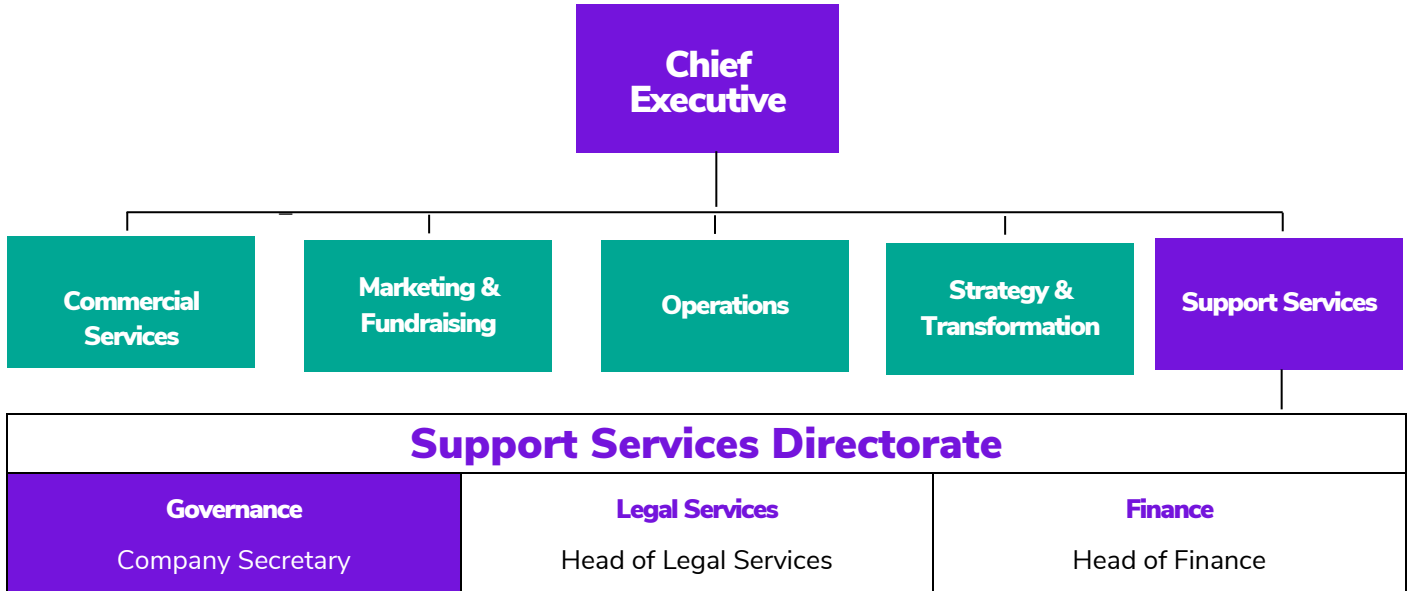 Chief
Executive
Commercial
Services
Marketing &
Fundraising
Operations
Strategy &
Transformation
Support Services
Support Services Directorate
Governance
Company Secretary
Legal Services
Head of Legal Services
Finance
Head of Finance